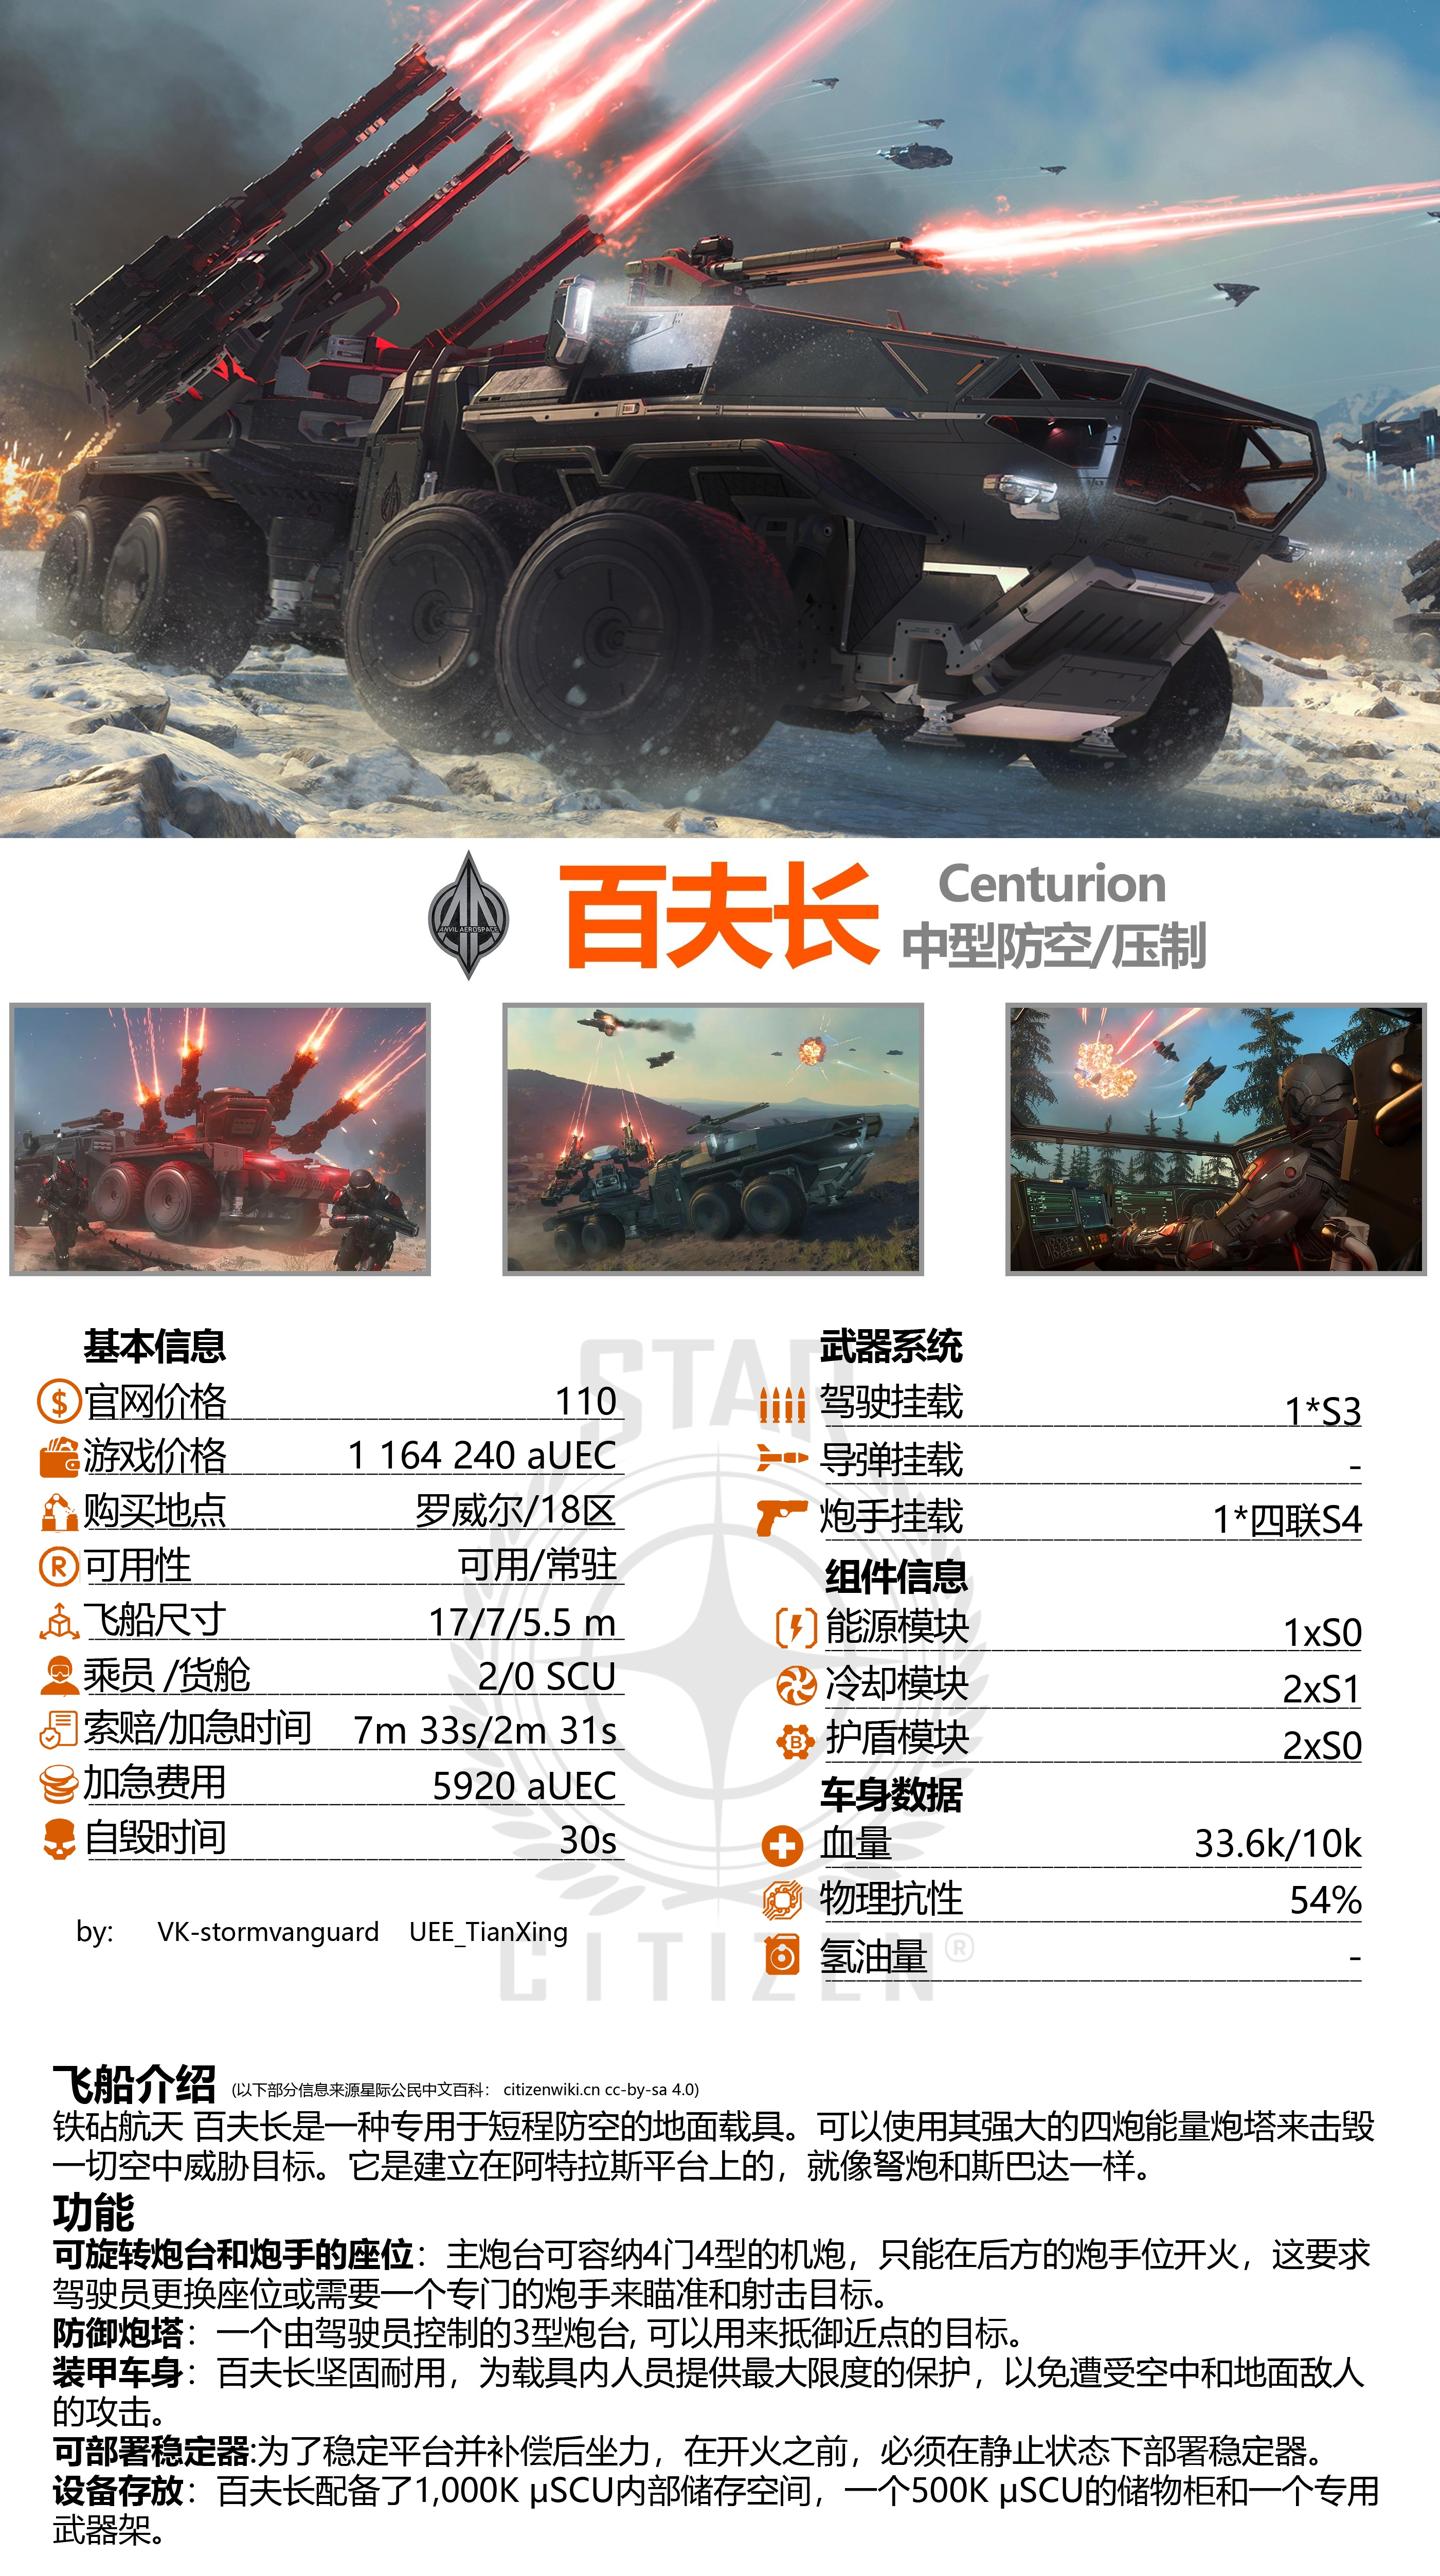 ANVIL AEROSPACE
百夫长
Centurion
中型防空/压制
STAR
CITIZEN®
基本信息
官网价格 110
游戏价格 1 164 240 aUEC
购买地点 罗威尔/18区
可用性 可用/常驻
飞船尺寸 17/7/5.5 m
乘员 /货舱 2/0 SCU
索赔/加急时间 7m 33s/2m 31s
加急费用 5920 aUEC
自毁时间 30s
by: VK-stormvanguard UEE_TianXing
武器系统
驾驶挂载 1*S3
导弹挂载 -
炮手挂载 1*四联S4
组件信息
能源模块 1xS0
冷却模块 2xS1
护盾模块 2xS0
车身数据
血量 33.6k/10k
物理抗性 54%
氢油量 -
飞船介绍 (以下部分信息来源星际公民中文百科： citizenwiki.cn cc-by-sa 4.0)
铁砧航天 百夫长是一种专用于短程防空的地面载具。可以使用其强大的四炮能量炮塔来击毁
一切空中威胁目标。它是建立在阿特拉斯平台上的，就像弩炮和斯巴达一样。
功能
可旋转炮台和炮手的座位：主炮台可容纳4门4型的机炮，只能在后方的炮手位开火，这要求
驾驶员更换座位或需要一个专门的炮手来瞄准和射击目标。
防御炮塔：一个由驾驶员控制的3型炮台, 可以用来抵御近点的目标。
装甲车身：百夫长坚固耐用，为载具内人员提供最大限度的保护，以免遭受空中和地面敌人
的攻击。
可部署稳定器:为了稳定平台并补偿后坐力，在开火之前，必须在静止状态下部署稳定器。
设备存放：百夫长配备了1,000K µSCU内部储存空间，一个500K µSCU的储物柜和一个专用
武器架。